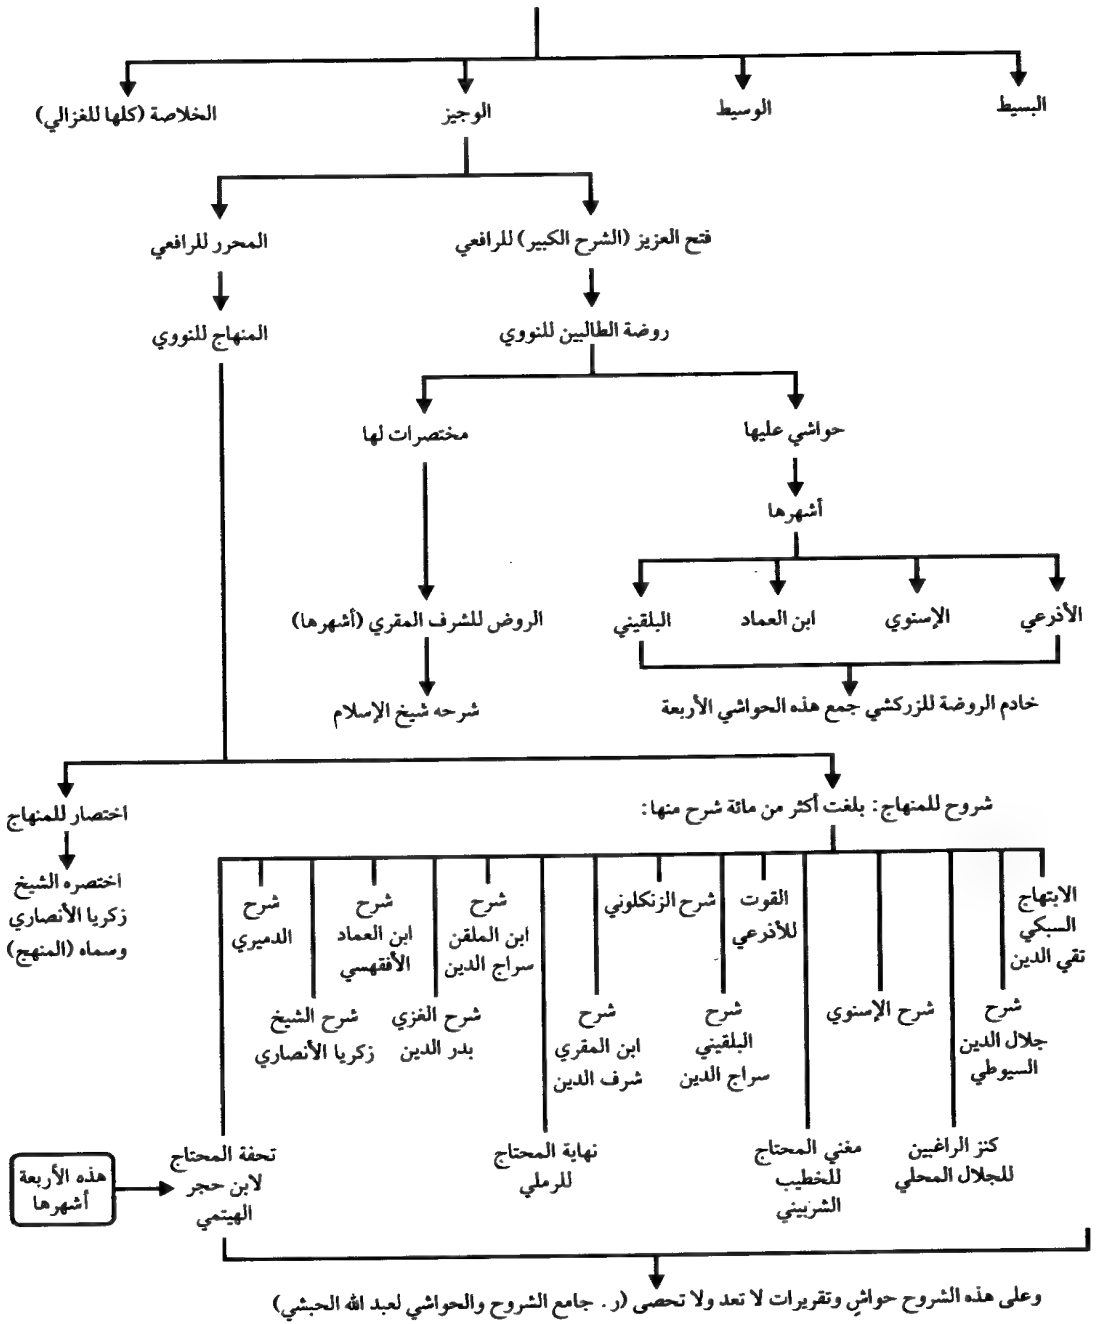 البسيط
الوسيط
الوجيز
الخلاصة (كلها للغزالي)
فتح العزيز (الشرح الكبير) للرافعي
المحرر للرافعي
روضة الطالبين للنووي
المنهاج للنووي
حواشي عليها
مختصرات لها
أشهرها
الأذرعي
الإسنوي
ابن العماد
البلقيني
الروض للشرف المقري (أشهرها)
خادم الروضة للزركشي جمع هذه الحواشي الأربعة
شرحه شيخ الإسلام
شروح للمنهاج: بلغت أكثر من مائة شرح منها:
اختصار للمنهاج
اختصره الشيخ
زكريا الأنصاري
وسماه (المنهج)
الابتهاج
السبكي
تقي الدين
شرح
جلال الدين
السيوطي
كنز الراغبين
للجلال المحلي
شرح الإسنوي
مغني المحتاج
للخطيب
الشربيني
القوت
للأذرعي
شرح
البلقيني
سراج الدين
شرح الزنكلوني
شرح
ابن المقري
شرف الدين
نهاية المحتاج
للرملي
شرح
ابن الملقن
سراج الدين
شرح الغزي
بدر الدين
شرح
ابن العماد
الأفقهسي
شرح الشيخ
زكريا الأنصاري
شرح
الدميري
تحفة المحتاج
لابن حجر
الهيتمي
هذه الأربعة
أشهرها
وعلى هذه الشروح حواشٍ وتقريرات لا تعد ولا تحصى (ر. جامع الشروح والحواشي لعبد الله الحبشي)